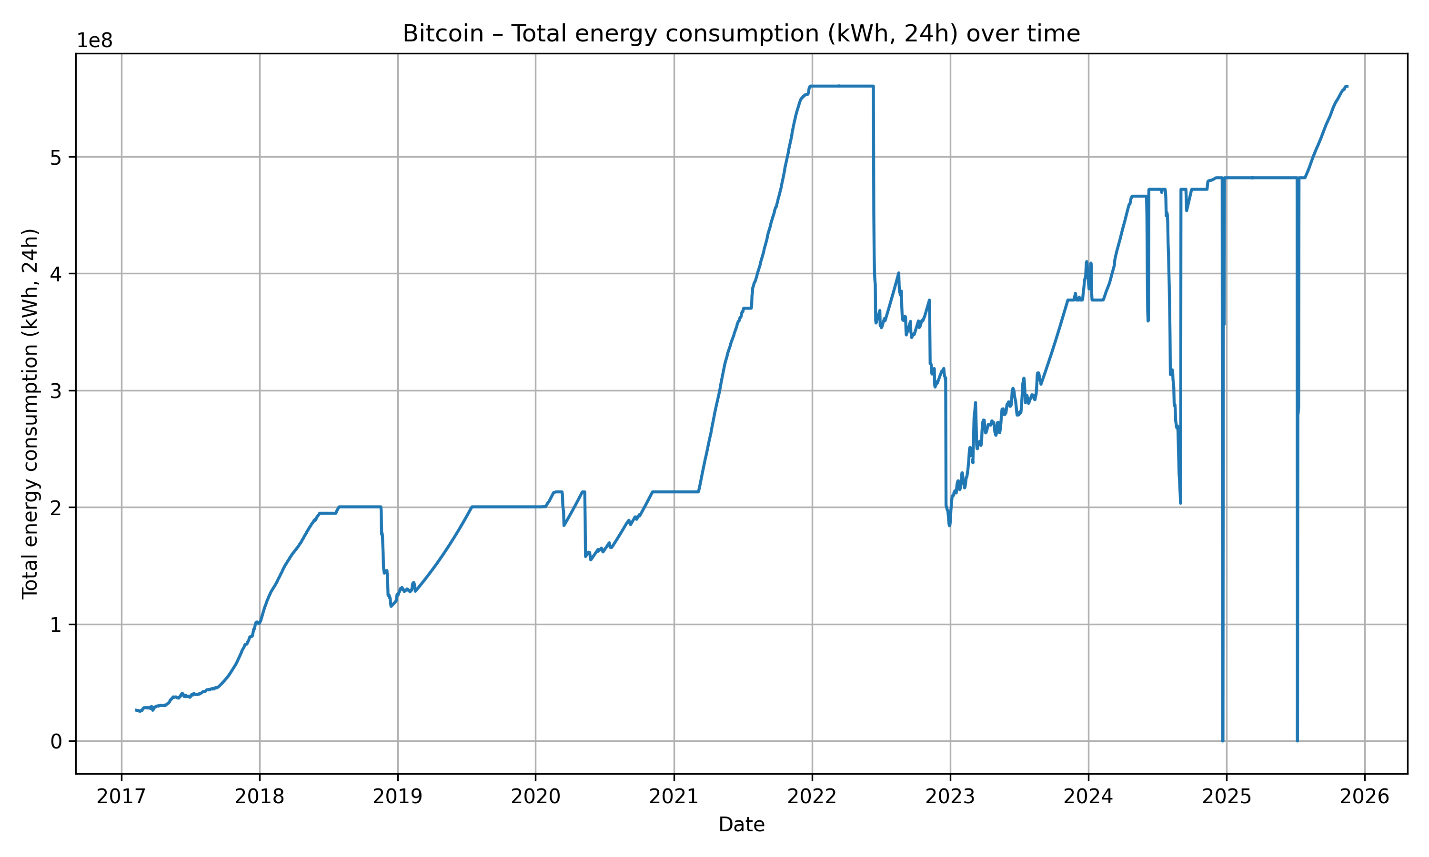 Bitcoin – Total energy consumption (kWh, 24h) over time
1e8
5
4
3
2
1
0
Total energy consumption (kWh, 24h)
2017 2018 2019 2020 2021 2022 2023 2024 2025 2026
Date